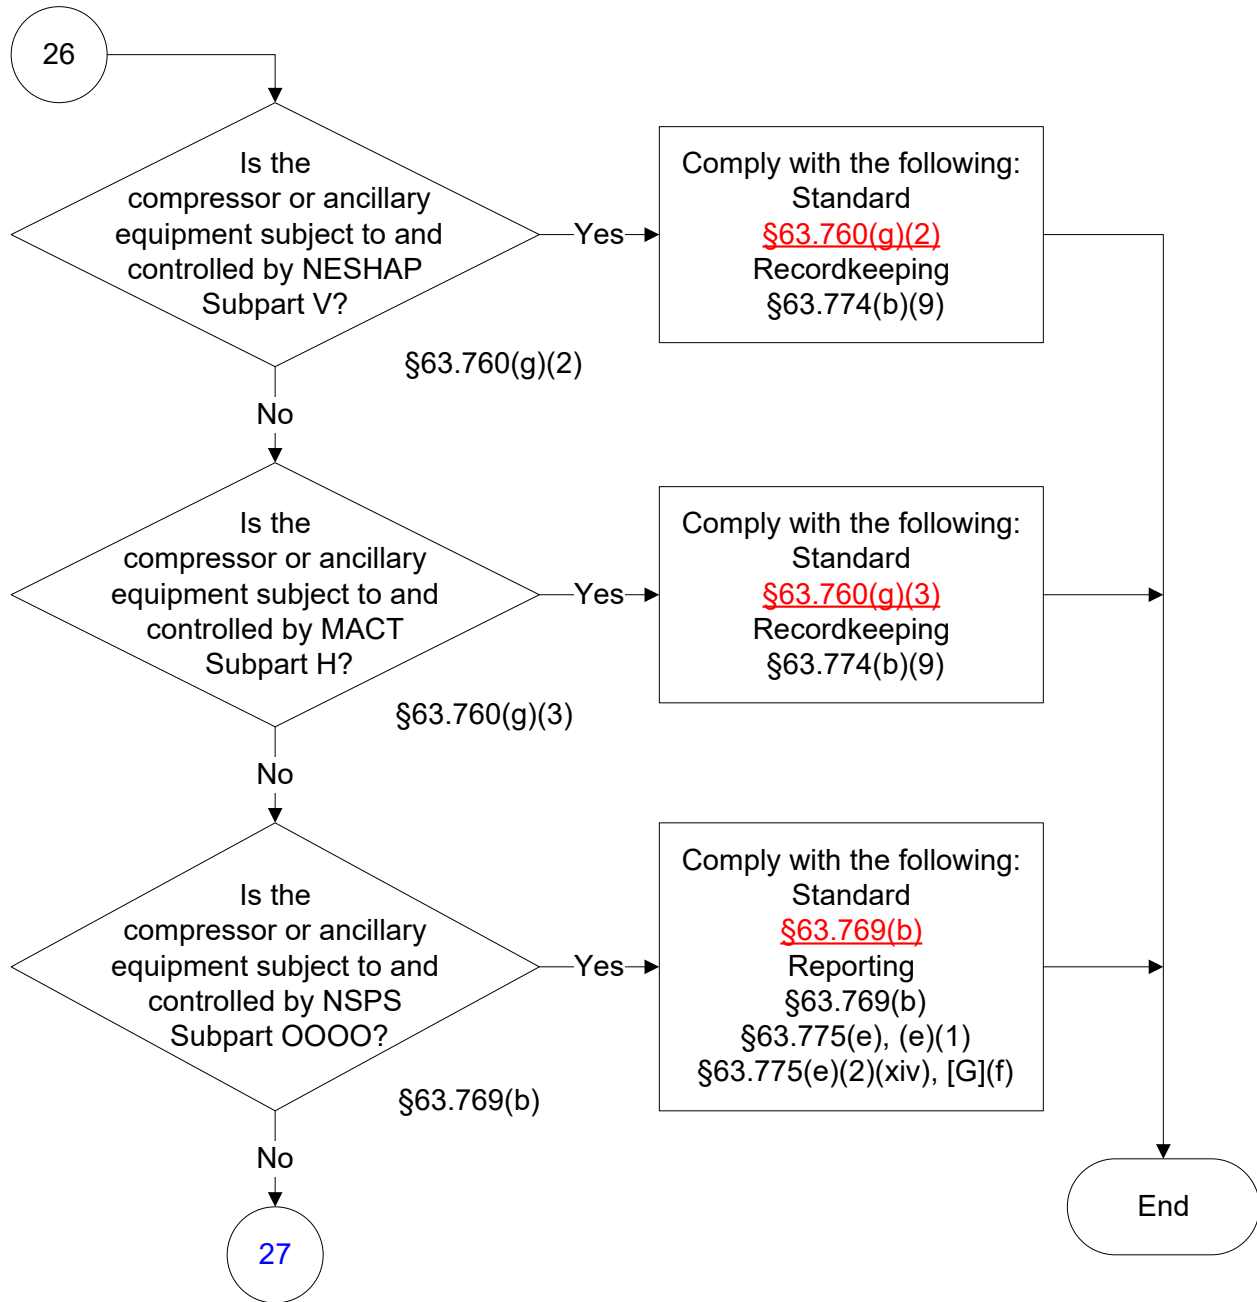 26
Is the
compressor or ancillary
equipment subject to and
controlled by NESHAP
Subpart V?
Yes
Comply with the following:
Standard
§63.760(g)(2)
Recordkeeping
§63.774(b)(9)
§63.760(g)(2)
No
Is the
compressor or ancillary
equipment subject to and
controlled by MACT
Subpart H?
Yes
Comply with the following:
Standard
§63.760(g)(3)
Recordkeeping
§63.774(b)(9)
§63.760(g)(3)
No
Is the
compressor or ancillary
equipment subject to and
controlled by NSPS
Subpart OOOO?
Yes
Comply with the following:
Standard
§63.769(b)
Reporting
§63.769(b)
§63.775(e), (e)(1)
§63.775(e)(2)(xiv), [G](f)
§63.769(b)
No
27
End